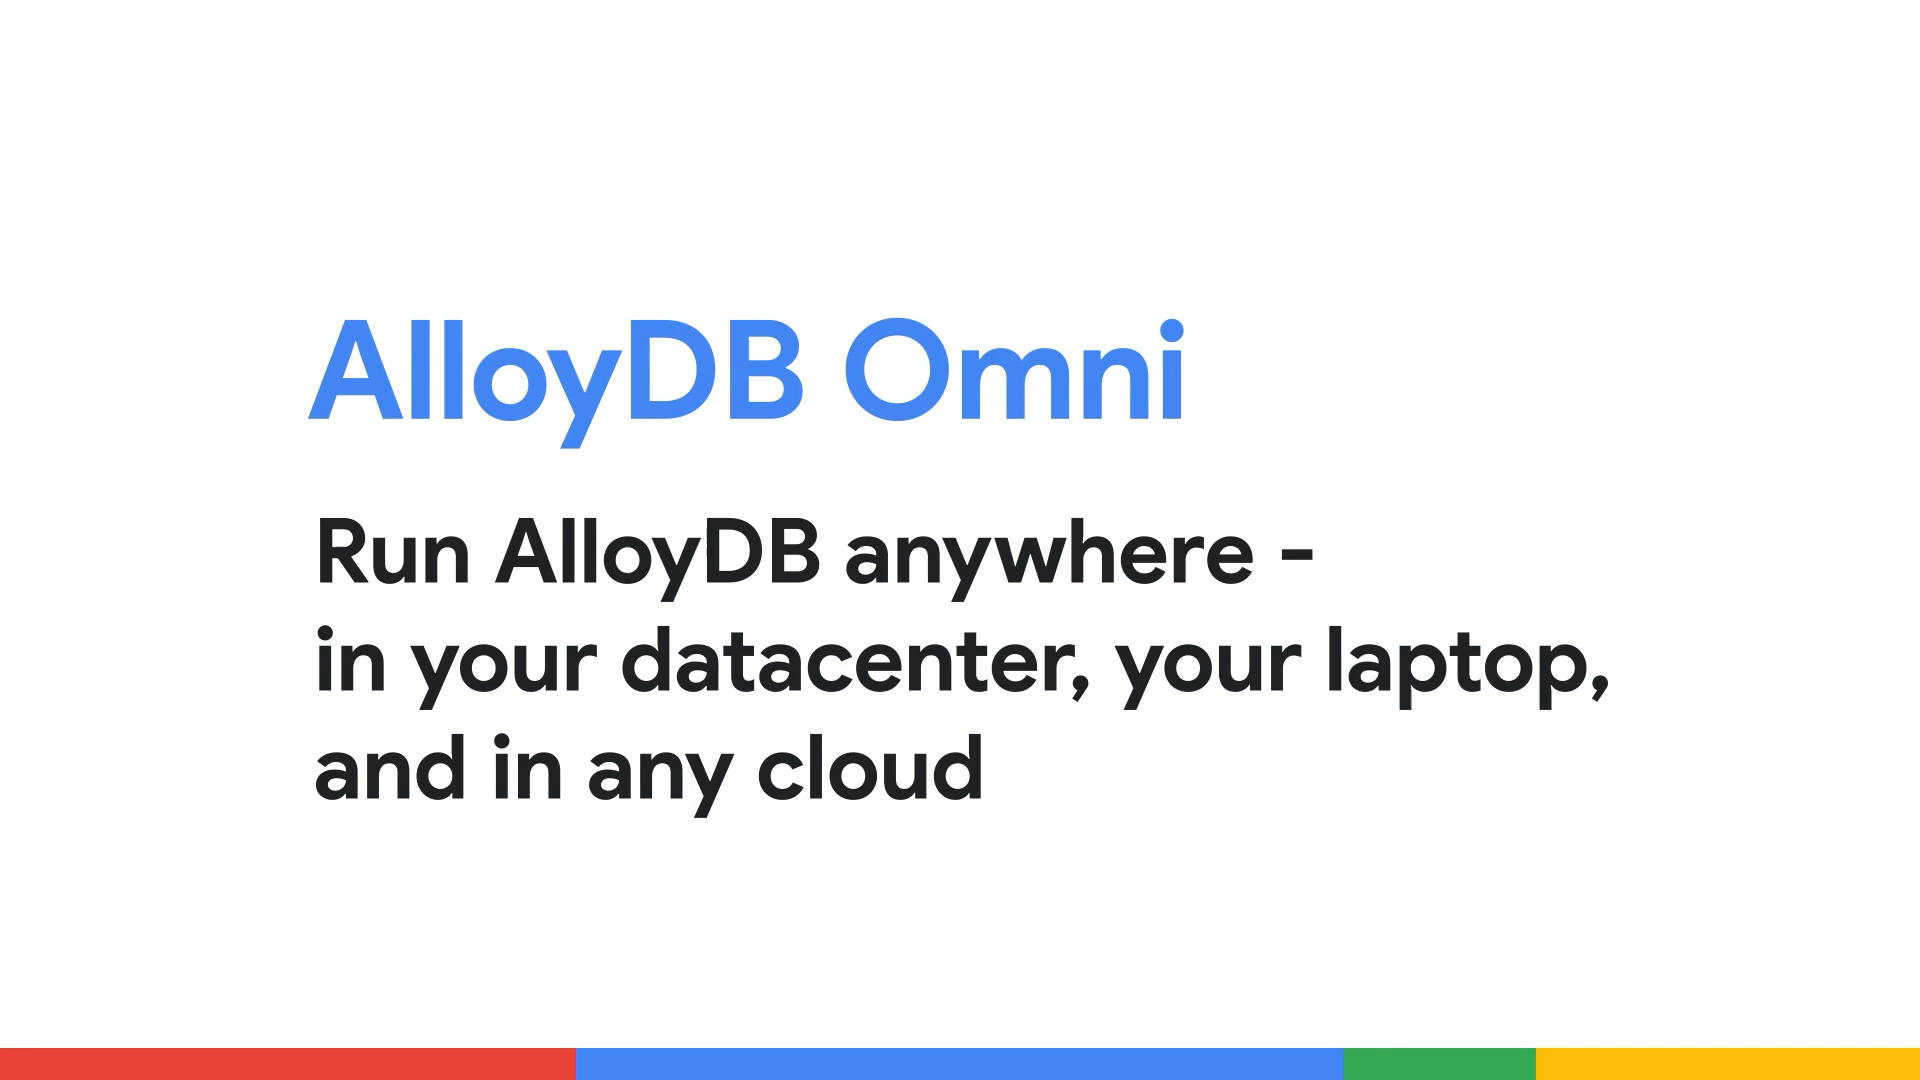 AlloyDB Omni
Run AlloyDB anywhere -
in your datacenter, your laptop,
and in any cloud